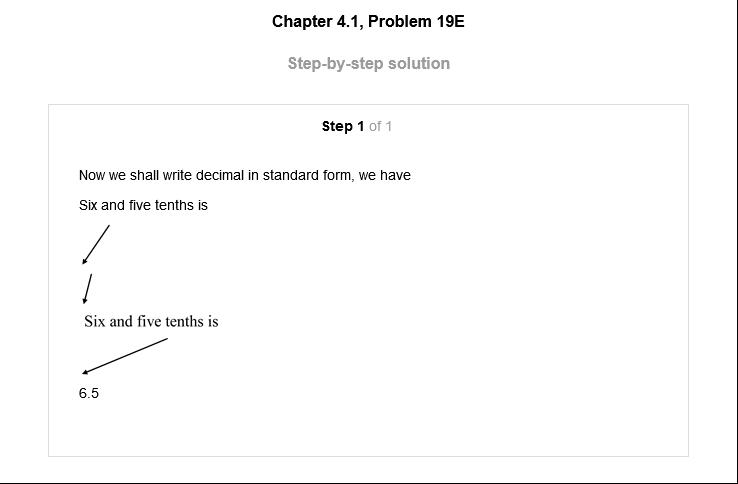 Chapter 4.1, Problem 19E
Step-by-step solution
Step 1 of 1
Now we shall write decimal in standard form, we have
Six and five tenths is
Six and five tenths is
6.5